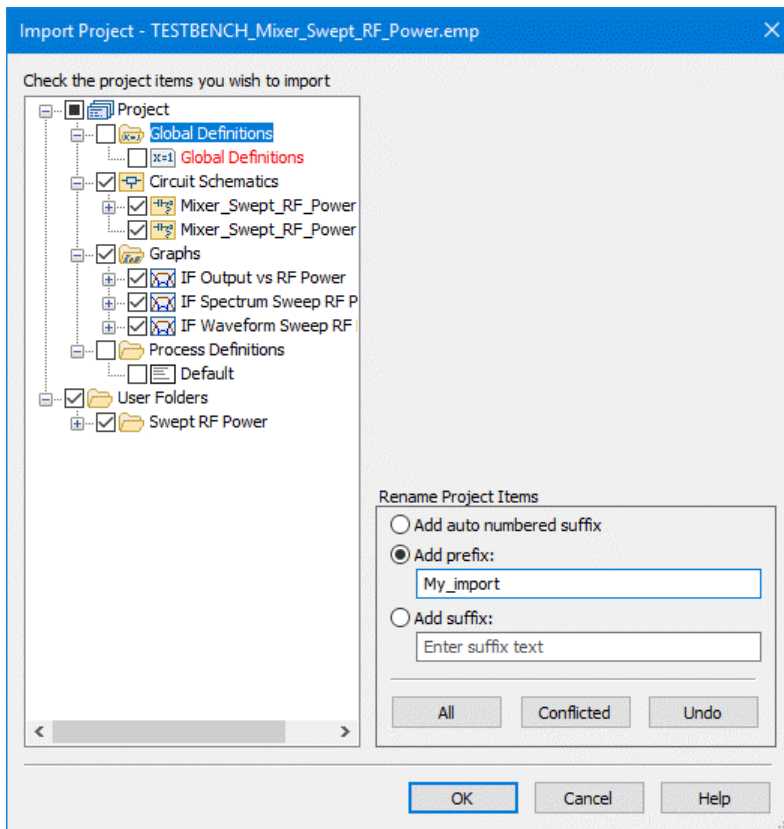 Import Project - TESTBENCH_Mixer_Swept_RF_Power.emp
Check the project items you wish to import
Project
Global Definitions
X=1 Global Definitions
Circuit Schematics
Mixer_Swept_RF_Power
Mixer_Swept_RF_Power
Graphs
IF Output vs RF Power
IF Spectrum Sweep RF P
IF Waveform Sweep RF
Process Definitions
Default
User Folders
Swept RF Power
Rename Project Items
Add auto numbered suffix
Add prefix:
My_import
Add suffix:
Enter suffix text
All Conflicted Undo
OK Cancel Help